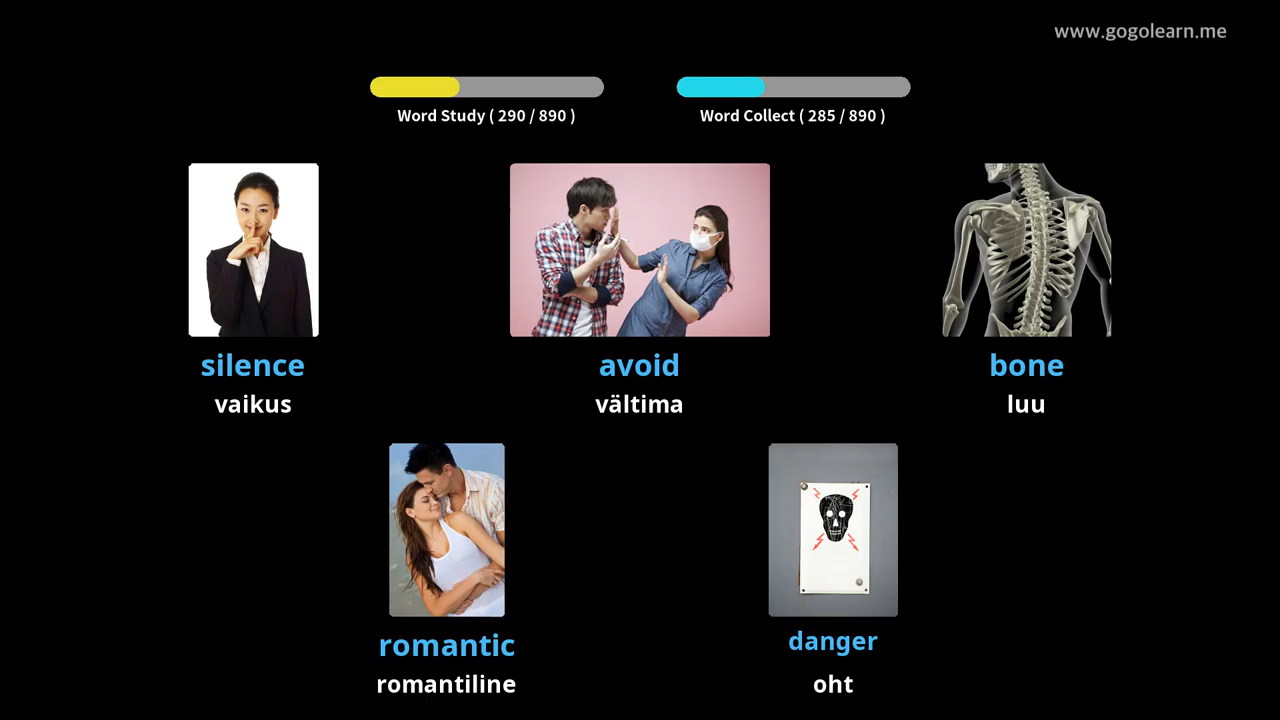 www.gogolearn.me
Word Study ( 290 / 890 )
Word Collect ( 285 / 890 )
silence
vaikus
avoid
vältima
bone
luu
romantic
romantiline
danger
oht